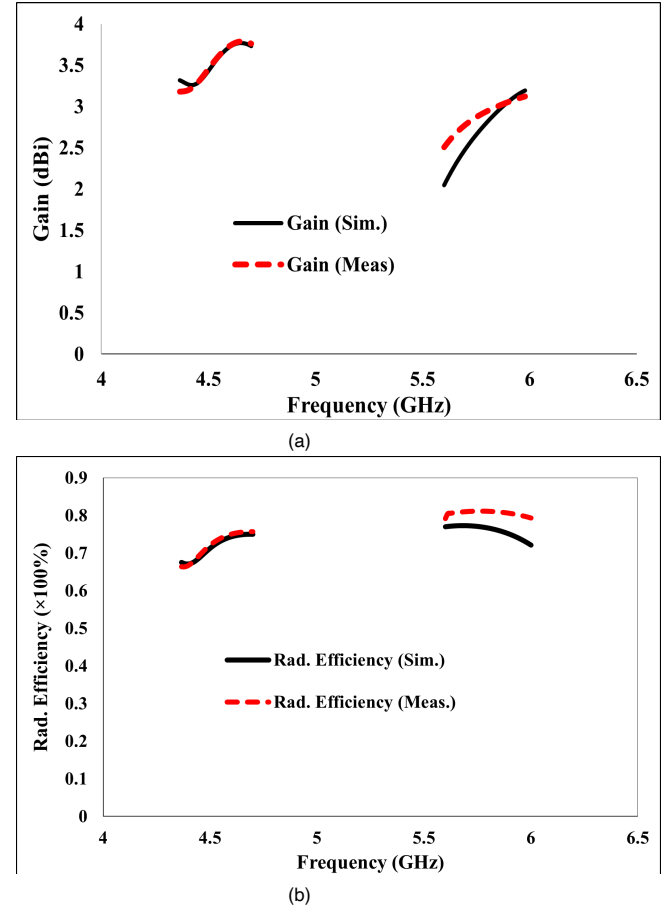 4
3.5
3
2.5
2
1.5
1
0.5
0
Gain (dBi)
Gain (Sim.)
Gain (Meas)
4 4.5 5 5.5 6 6.5
Frequency (GHz)
(a)
0.9
0.8
0.7
0.6
0.5
0.4
0.3
0.2
0.1
0
Rad. Efficiency (×100%)
Rad. Efficiency (Sim.)
Rad. Efficiency (Meas.)
4 4.5 5 5.5 6 6.5
Frequency (GHz)
(b)